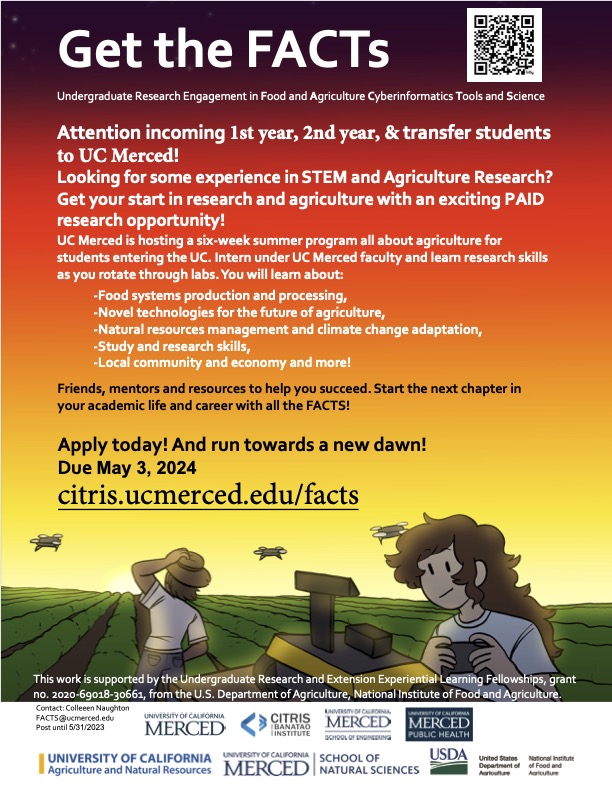 Get the FACTs
Undergraduate Research Engagement in Food and Agriculture Cyberinformatics Tools and Science
Attention incoming 1st year, 2nd year, & transfer students
to UC Merced!
Looking for some experience in STEM and Agriculture Research?
Get your start in research and agriculture with an exciting PAID
research opportunity!
UC Merced is hosting a six-week summer program all about agriculture for
students entering the UC. Intern under UC Merced faculty and learn research skills
as you rotate through labs. You will learn about:
-Food systems production and processing,
-Novel technologies for the future of agriculture,
-Natural resources management and climate change adaptation,
-Study and research skills,
-Local community and economy and more!
Friends, mentors and resources to help you succeed. Start the next chapter in
your academic life and career with all the FACTS!
Apply today! And run towards a new dawn!
Due May 3, 2024
citris.ucmerced.edu/facts
This work is supported by the Undergraduate Research and Extension Experiential Learning Fellowships, grant
no. 2020-69018-30661, from the U.S. Department of Agriculture, National Institute of Food and Agriculture.
Contact: Colleeen Naughton
FACTS@ucmerced.edu
Post until 5/31/2023
UNIVERSITY OF CALIFORNIA
MERCED
CITRIS
BANATAO
INSTITUTE
UNIVERSITY OF CALIFORNIA
MERCED
SCHOOL OF ENGINEERING
UNIVERSITY OF CALIFORNIA
MERCED
PUBLIC HEALTH
UNIVERSITY OF CALIFORNIA
Agriculture and Natural Resources
UNIVERSITY OF CALIFORNIA
MERCED
SCHOOL OF
NATURAL SCIENCES
USDA
United States
Department of
Agriculture
National Institute
of Food and
Agriculture